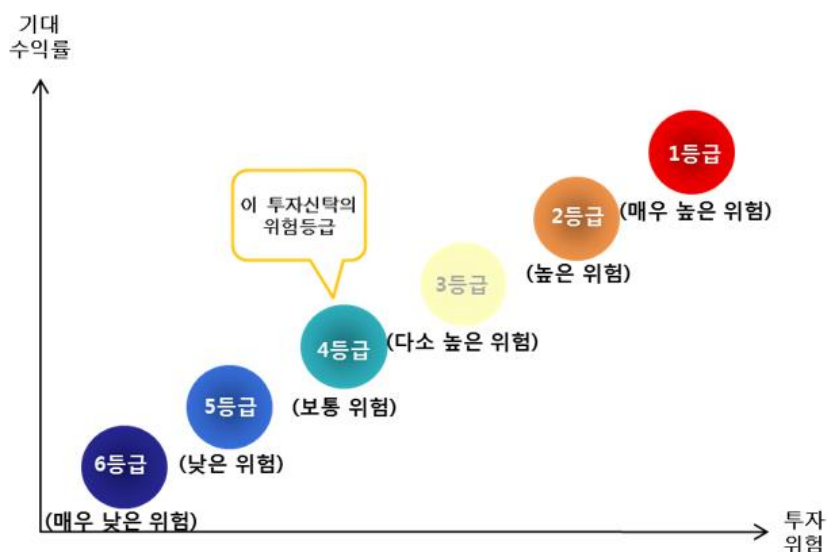 기대
수익률
1등급
(매우 높은 위험)
이 투자신탁의
위험등급
2등급
(높은 위험)
3등급
(다소 높은 위험)
4등급
(보통 위험)
5등급
(낮은 위험)
6등급
(매우 낮은 위험)
투자
위험